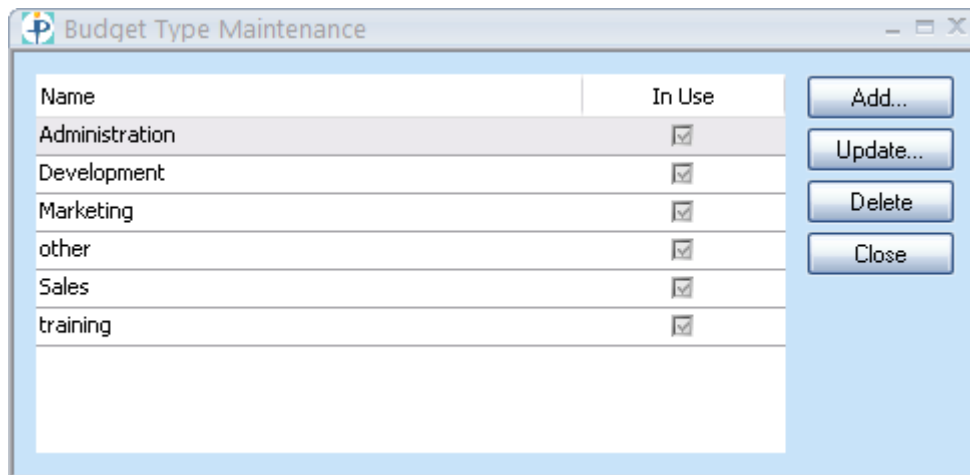 Budget Type Maintenance
Name In Use
Add...
Administration
Update...
Development
Marketing
Delete
other
Close
Sales
training